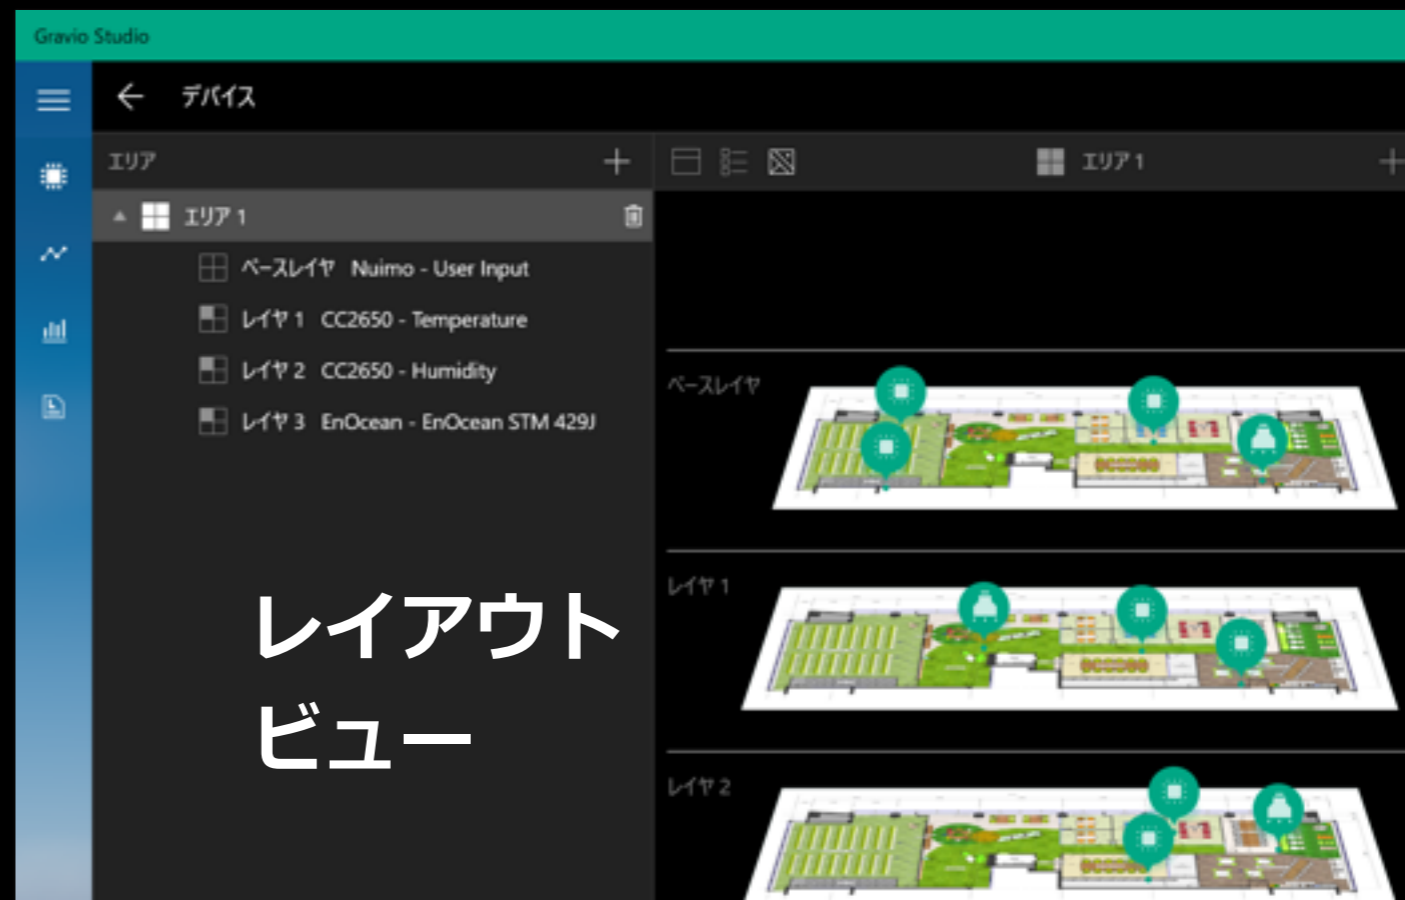 Gravio Studio
デバイス
エリア
エリア 1
エリア 1
ベースレイヤ Nuimo - User Input
レイヤ 1 CC2650 - Temperature
レイヤ 2 CC2650 - Humidity
レイヤ 3 EnOcean - EnOcean STM 429J
レイアウト
ビュー
ベースレイヤ
レイヤ 1
レイヤ 2